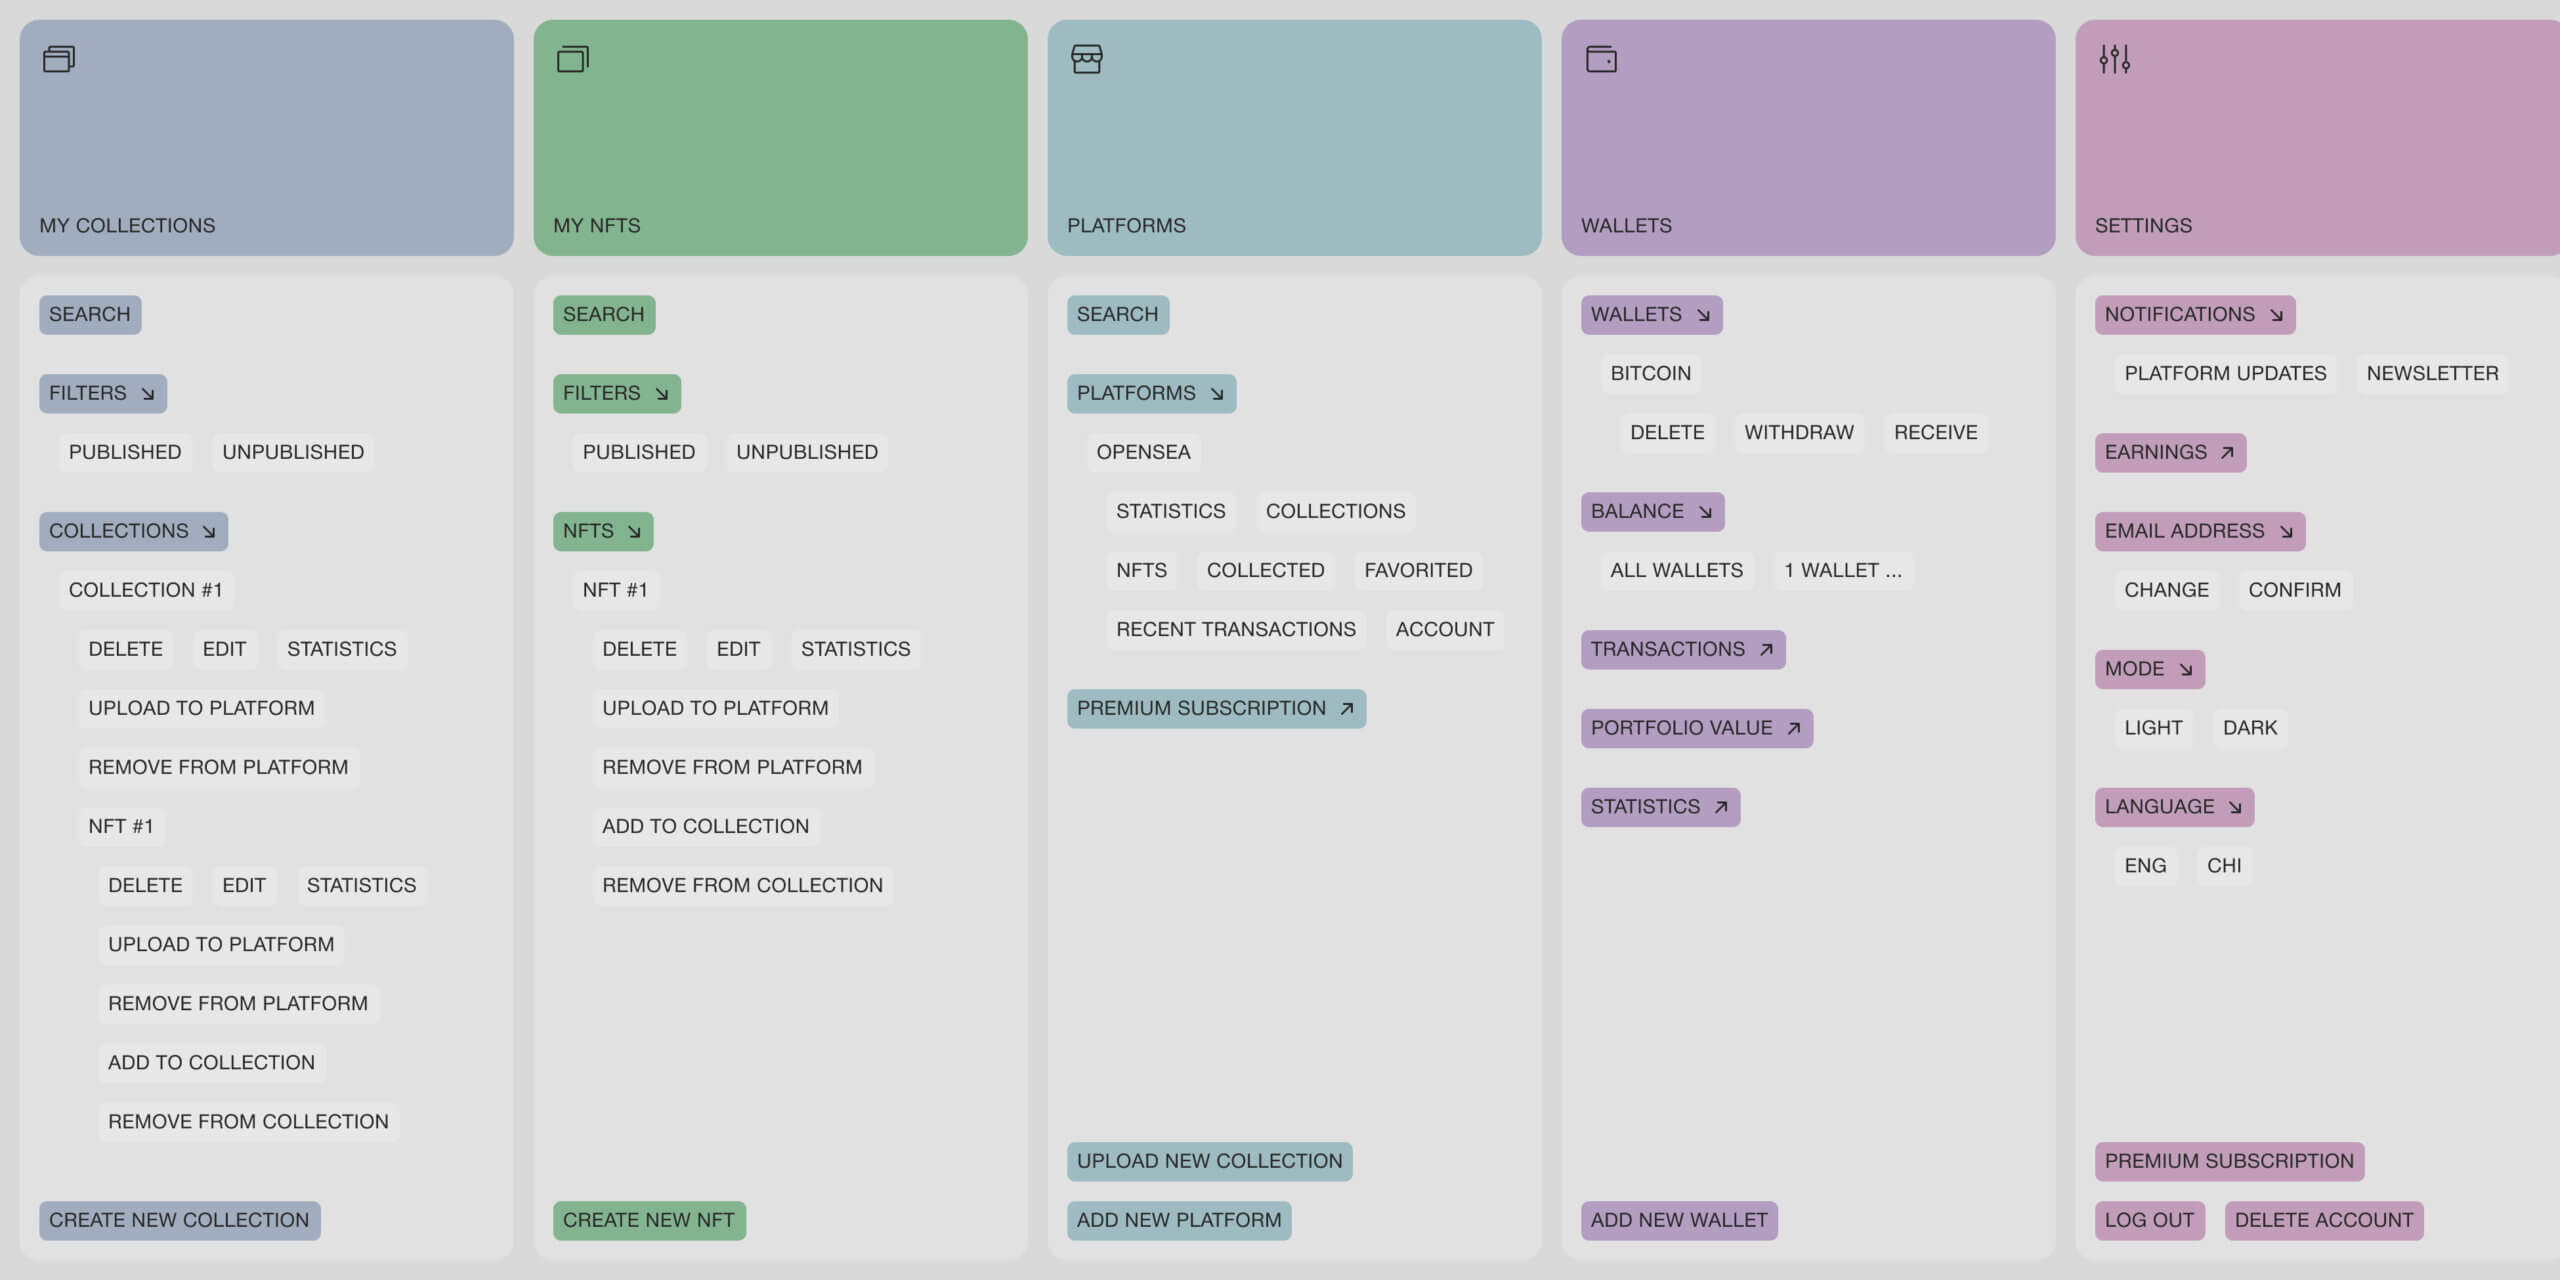 MY COLLECTIONS
SEARCH
FILTERS ↘
PUBLISHED UNPUBLISHED
COLLECTIONS ↘
COLLECTION #1
DELETE EDIT STATISTICS
UPLOAD TO PLATFORM
REMOVE FROM PLATFORM
NFT #1
DELETE EDIT STATISTICS
UPLOAD TO PLATFORM
REMOVE FROM PLATFORM
ADD TO COLLECTION
REMOVE FROM COLLECTION
CREATE NEW COLLECTION
MY NFTS
SEARCH
FILTERS ↘
PUBLISHED UNPUBLISHED
NFTS ↘
NFT #1
DELETE EDIT STATISTICS
UPLOAD TO PLATFORM
REMOVE FROM PLATFORM
ADD TO COLLECTION
REMOVE FROM COLLECTION
CREATE NEW NFT
PLATFORMS
SEARCH
PLATFORMS ↘
OPENSEA
STATISTICS COLLECTIONS
NFTS COLLECTED FAVORITED
RECENT TRANSACTIONS ACCOUNT
PREMIUM SUBSCRIPTION ↗
UPLOAD NEW COLLECTION
ADD NEW PLATFORM
WALLETS
WALLETS ↘
BITCOIN
DELETE WITHDRAW RECEIVE
BALANCE ↘
ALL WALLETS 1 WALLET ...
TRANSACTIONS ↗
PORTFOLIO VALUE ↗
STATISTICS ↗
ADD NEW WALLET
SETTINGS
NOTIFICATIONS ↘
PLATFORM UPDATES NEWSLETTER
EARNINGS ↗
EMAIL ADDRESS ↘
CHANGE CONFIRM
MODE ↘
LIGHT DARK
LANGUAGE ↘
ENG CHI
PREMIUM SUBSCRIPTION
LOG OUT DELETE ACCOUNT